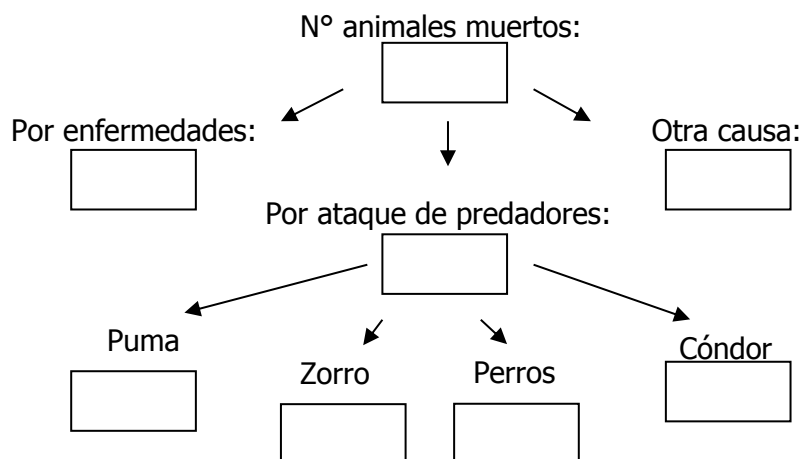 N° animales muertos:
Por enfermedades:
Otra causa:
Por ataque de predadores:
Puma
Zorro
Perros
Cóndor